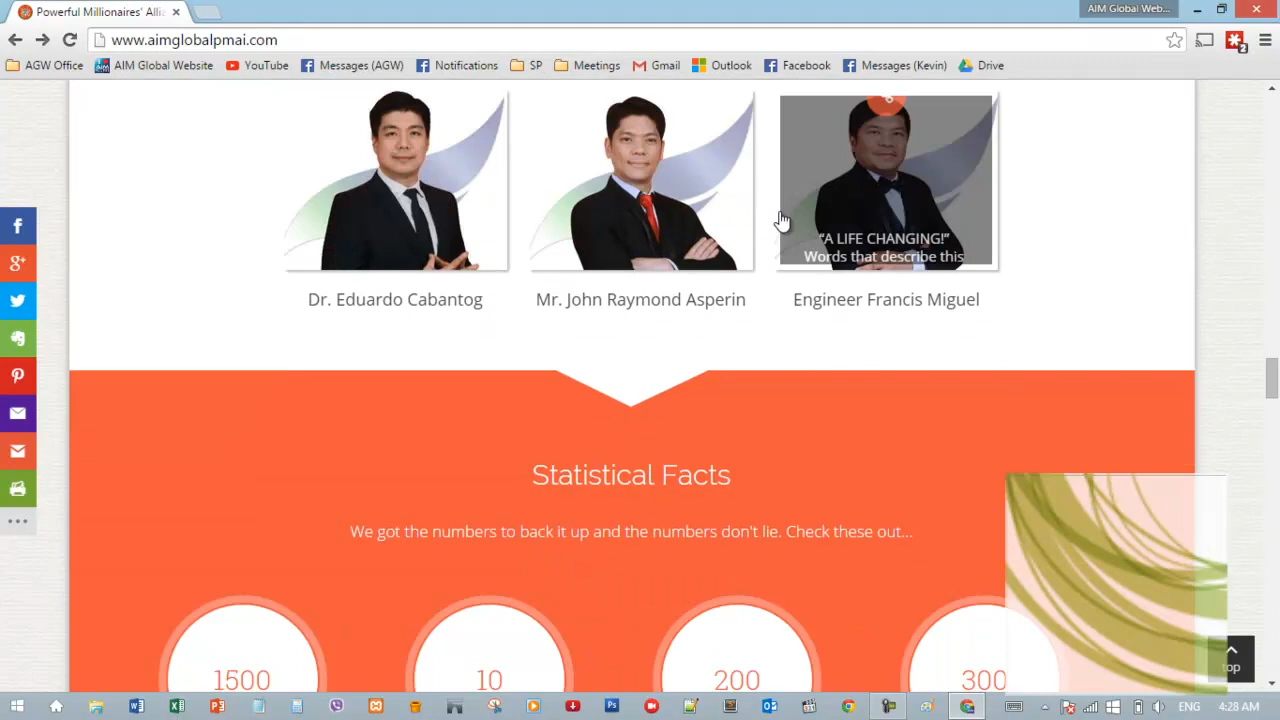 Powerful Millionaires' Alli
AIM Global Web...
www.aimglobalpmai.com
2
AGW Office
AIM Global Website
YouTube
Messages (AGW)
Notifications
SP
Meetings
Gmail
Outlook
Facebook
Messages (Kevin)
Drive
“A LIFE CHANGING!”
Words that describe this
Dr. Eduardo Cabantog
Mr. John Raymond Asperin
Engineer Francis Miguel
Statistical Facts
We got the numbers to back it up and the numbers don't lie. Check these out...
1500
10
200
300
top
ENG
4:28 AM